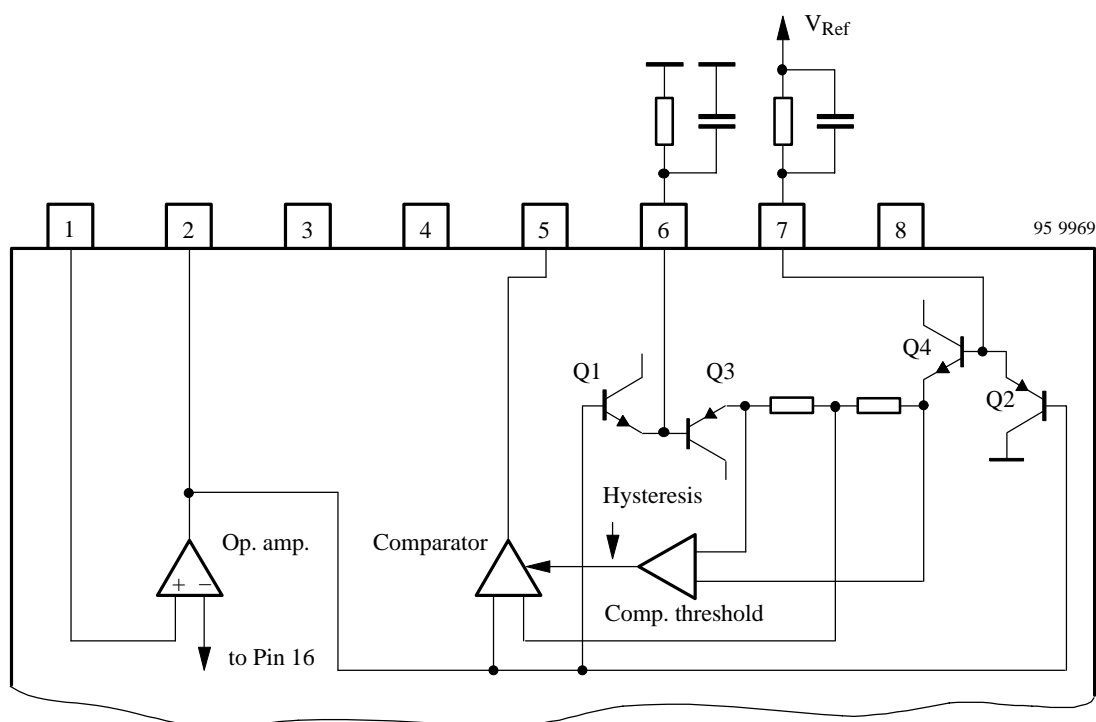 V_Ref
1 2 3 4 5 6 7 8
95 9969
Q4
Q1 Q3
Q2
Hysteresis
Op. amp. Comparator
+ −
Comp. threshold
to Pin 16